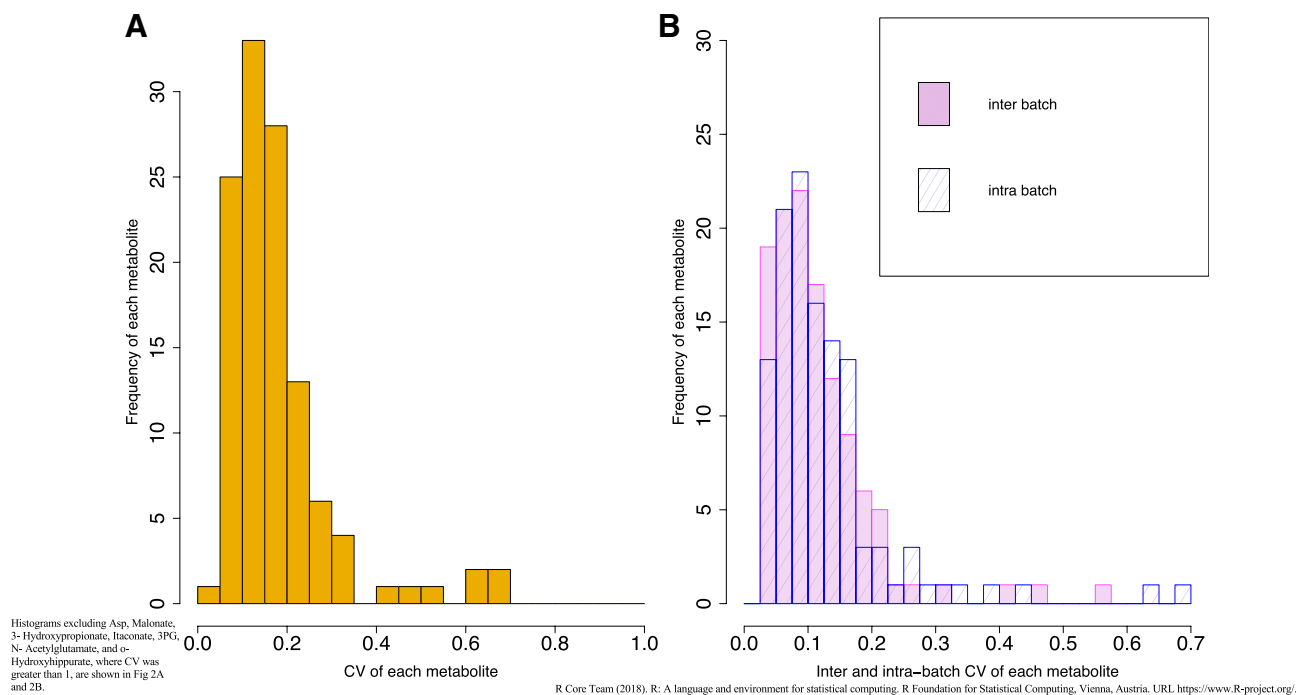 A
Frequency of each metabolite
0 5 10 15 20 25 30
0.0 0.2 0.4 0.6 0.8 1.0
CV of each metabolite
B
Frequency of each metabolite
0 5 10 15 20 25 30
inter batch
intra batch
0.0 0.1 0.2 0.3 0.4 0.5 0.6 0.7
Inter and intra-batch CV of each metabolite
Histograms excluding Asp, Malonate,
3- Hydroxypropionate, Itaconate, 3PG,
N- Acetylglutamate, and o-
Hydroxyhippurate, where CV was
greater than 1, are shown in Fig 2A
and 2B.
R Core Team (2018). R: A language and environment for statistical computing. R Foundation for Statistical Computing, Vienna, Austria. URL https://www.R-project.org/.